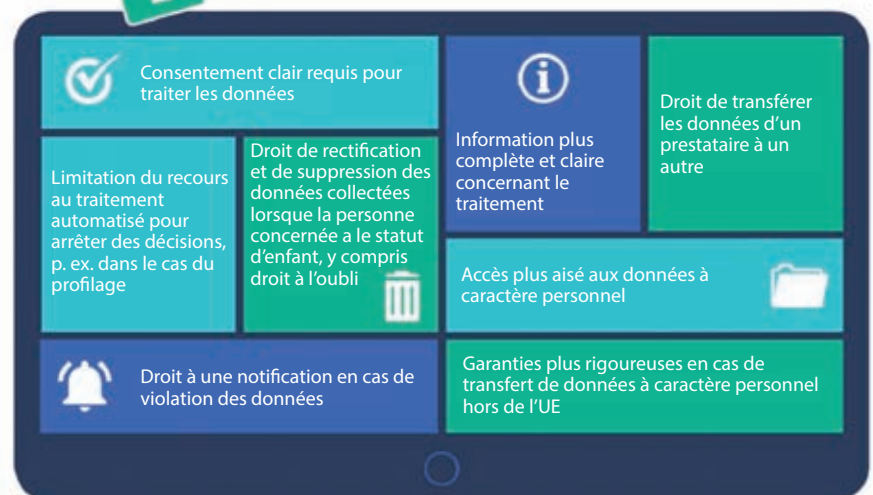 Consentement clair requis pour
traiter les données
Information plus
complète et claire
concernant le
traitement
Droit de transférer
les données d’un
prestataire à un
autre
Limitation du recours
au traitement
automatisé pour
arrêter des décisions,
p. ex. dans le cas du
profilage
Droit de rectification
et de suppression des
données collectées
lorsque la personne
concernée a le statut
d’enfant, y compris
droit à l’oubli
Accès plus aisé aux données à
caractère personnel
Droit à une notification en cas de
violation des données
Garanties plus rigoureuses en cas de
transfert de données à caractère personnel
hors de l’UE